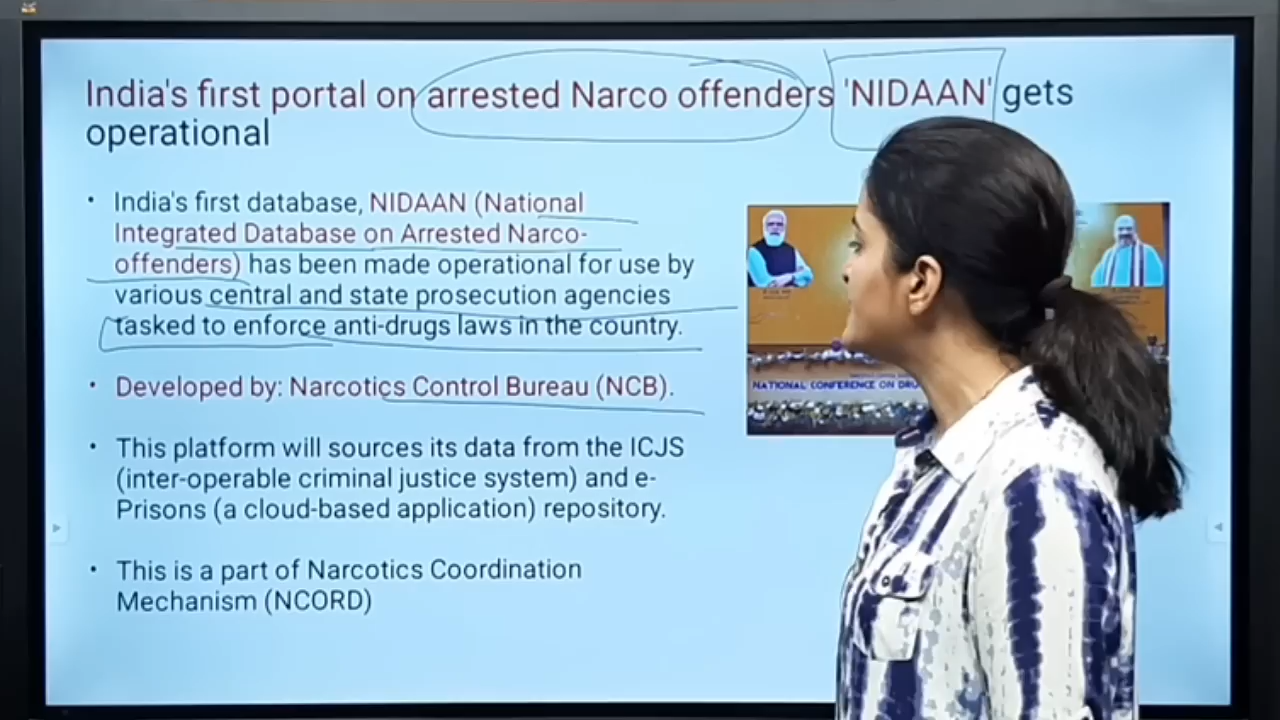 India's first portal on arrested Narco offenders 'NIDAAN' gets
operational
• India's first database, NIDAAN (National
Integrated Database on Arrested Narco-
offenders) has been made operational for use by
various central and state prosecution agencies
tasked to enforce anti-drugs laws in the country.
• Developed by: Narcotics Control Bureau (NCB).
• This platform will sources its data from the ICJS
(inter-operable criminal justice system) and e-
Prisons (a cloud-based application) repository.
• This is a part of Narcotics Coordination
Mechanism (NCORD)
NATIONAL CONFERENCE ON